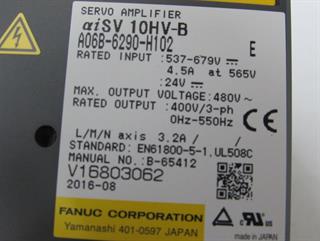 SERVO AMPLIFIER
αiSV 10HV-B
A06B-6290-H102 E
RATED INPUT: 537-679V ⎓
4.5A at 565V
:24V ⎓
MAX. OUTPUT VOLTAGE: 480V~
RATED OUTPUT: 400V/3-ph
0Hz-550Hz
L/M/N axis 3.2A/ /
STANDARD: EN61800-5-1, UL508C
MANUAL NO.: B-65412
V16803062
2016-08
FANUC CORPORATION
Yamanashi 401-0597 JAPAN
made in JAPAN